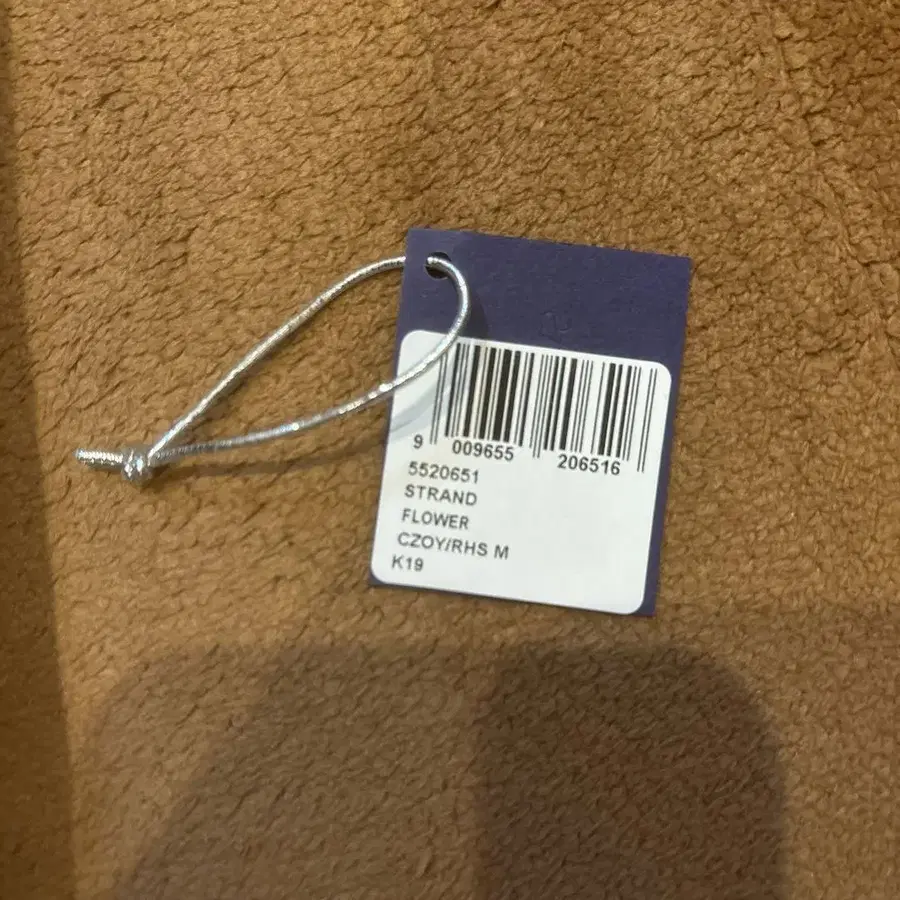 9 009655 206516
5520651
STRAND
FLOWER
CZOY/RHS M
K19